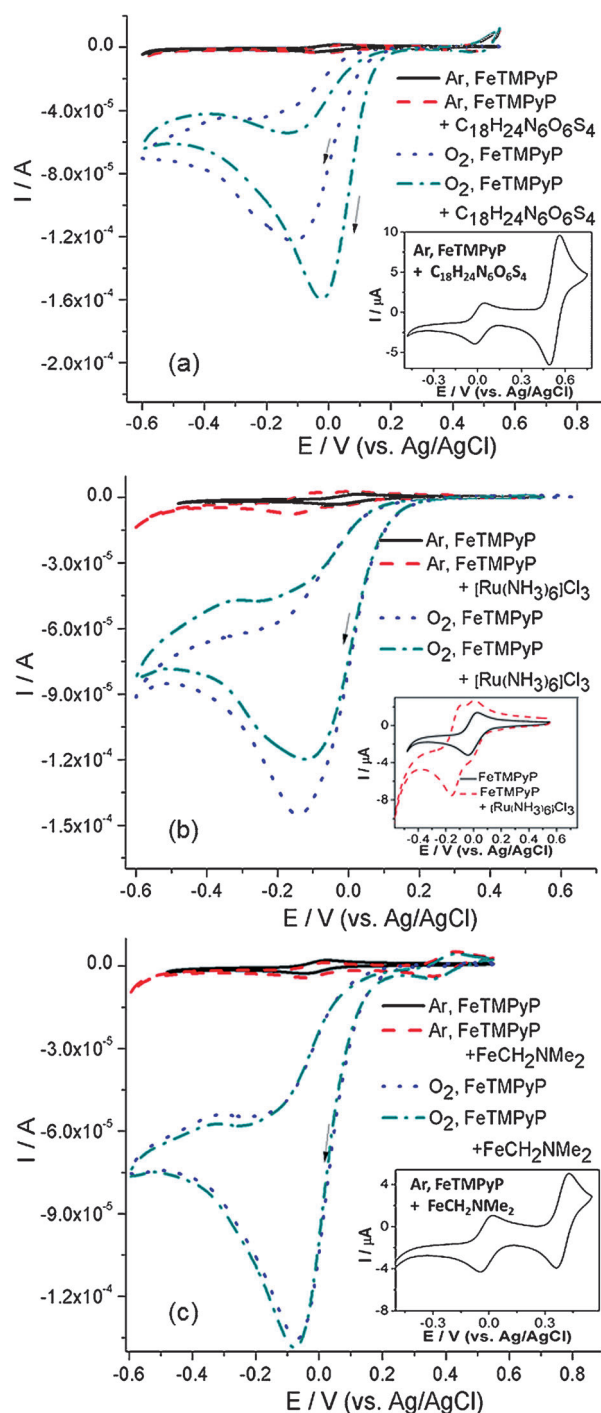 0.0
-4.0x10⁻⁵
-8.0x10⁻⁵
-1.2x10⁻⁴
-1.6x10⁻⁴
-2.0x10⁻⁴
I / A
Ar, FeTMPyP
Ar, FeTMPyP
+ C₁₈H₂₄N₆O₆S₄
O₂, FeTMPyP
O₂, FeTMPyP
+ C₁₈H₂₄N₆O₆S₄
(a)
10
5
0
-5
I / µA
Ar, FeTMPyP
+ C₁₈H₂₄N₆O₆S₄
-0.3 0.0 0.3 0.6
E / V (vs. Ag/AgCl)
-0.6 -0.4 -0.2 0.0 0.2 0.4 0.6 0.8
E / V (vs. Ag/AgCl)
0.0
-3.0x10⁻⁵
-6.0x10⁻⁵
-9.0x10⁻⁵
-1.2x10⁻⁴
-1.5x10⁻⁴
I / A
Ar, FeTMPyP
Ar, FeTMPyP
+ [Ru(NH3)6]Cl3
O₂, FeTMPyP
O₂, FeTMPyP
+ [Ru(NH3)6]Cl3
(b)
0
-4
-8
I / µA
FeTMPyP
FeTMPyP
+ [Ru(NH3)6]Cl3
-0.4 -0.2 0.0 0.2 0.4 0.6
E / V (vs. Ag/AgCl)
-0.6 -0.4 -0.2 0.0 0.2 0.4 0.6
E / V (vs. Ag/AgCl)
0.0
-3.0x10⁻⁵
-6.0x10⁻⁵
-9.0x10⁻⁵
-1.2x10⁻⁴
I / A
Ar, FeTMPyP
Ar, FeTMPyP
+FeCH₂NMe₂
O₂, FeTMPyP
O₂, FeTMPyP
+FeCH₂NMe₂
(c)
4
0
-4
-8
I / µA
Ar, FeTMPyP
+ FeCH₂NMe₂
-0.3 0.0 0.3
E / V (vs. Ag/AgCl)
-0.6 -0.4 -0.2 0.0 0.2 0.4 0.6 0.8
E / V (vs. Ag/AgCl)